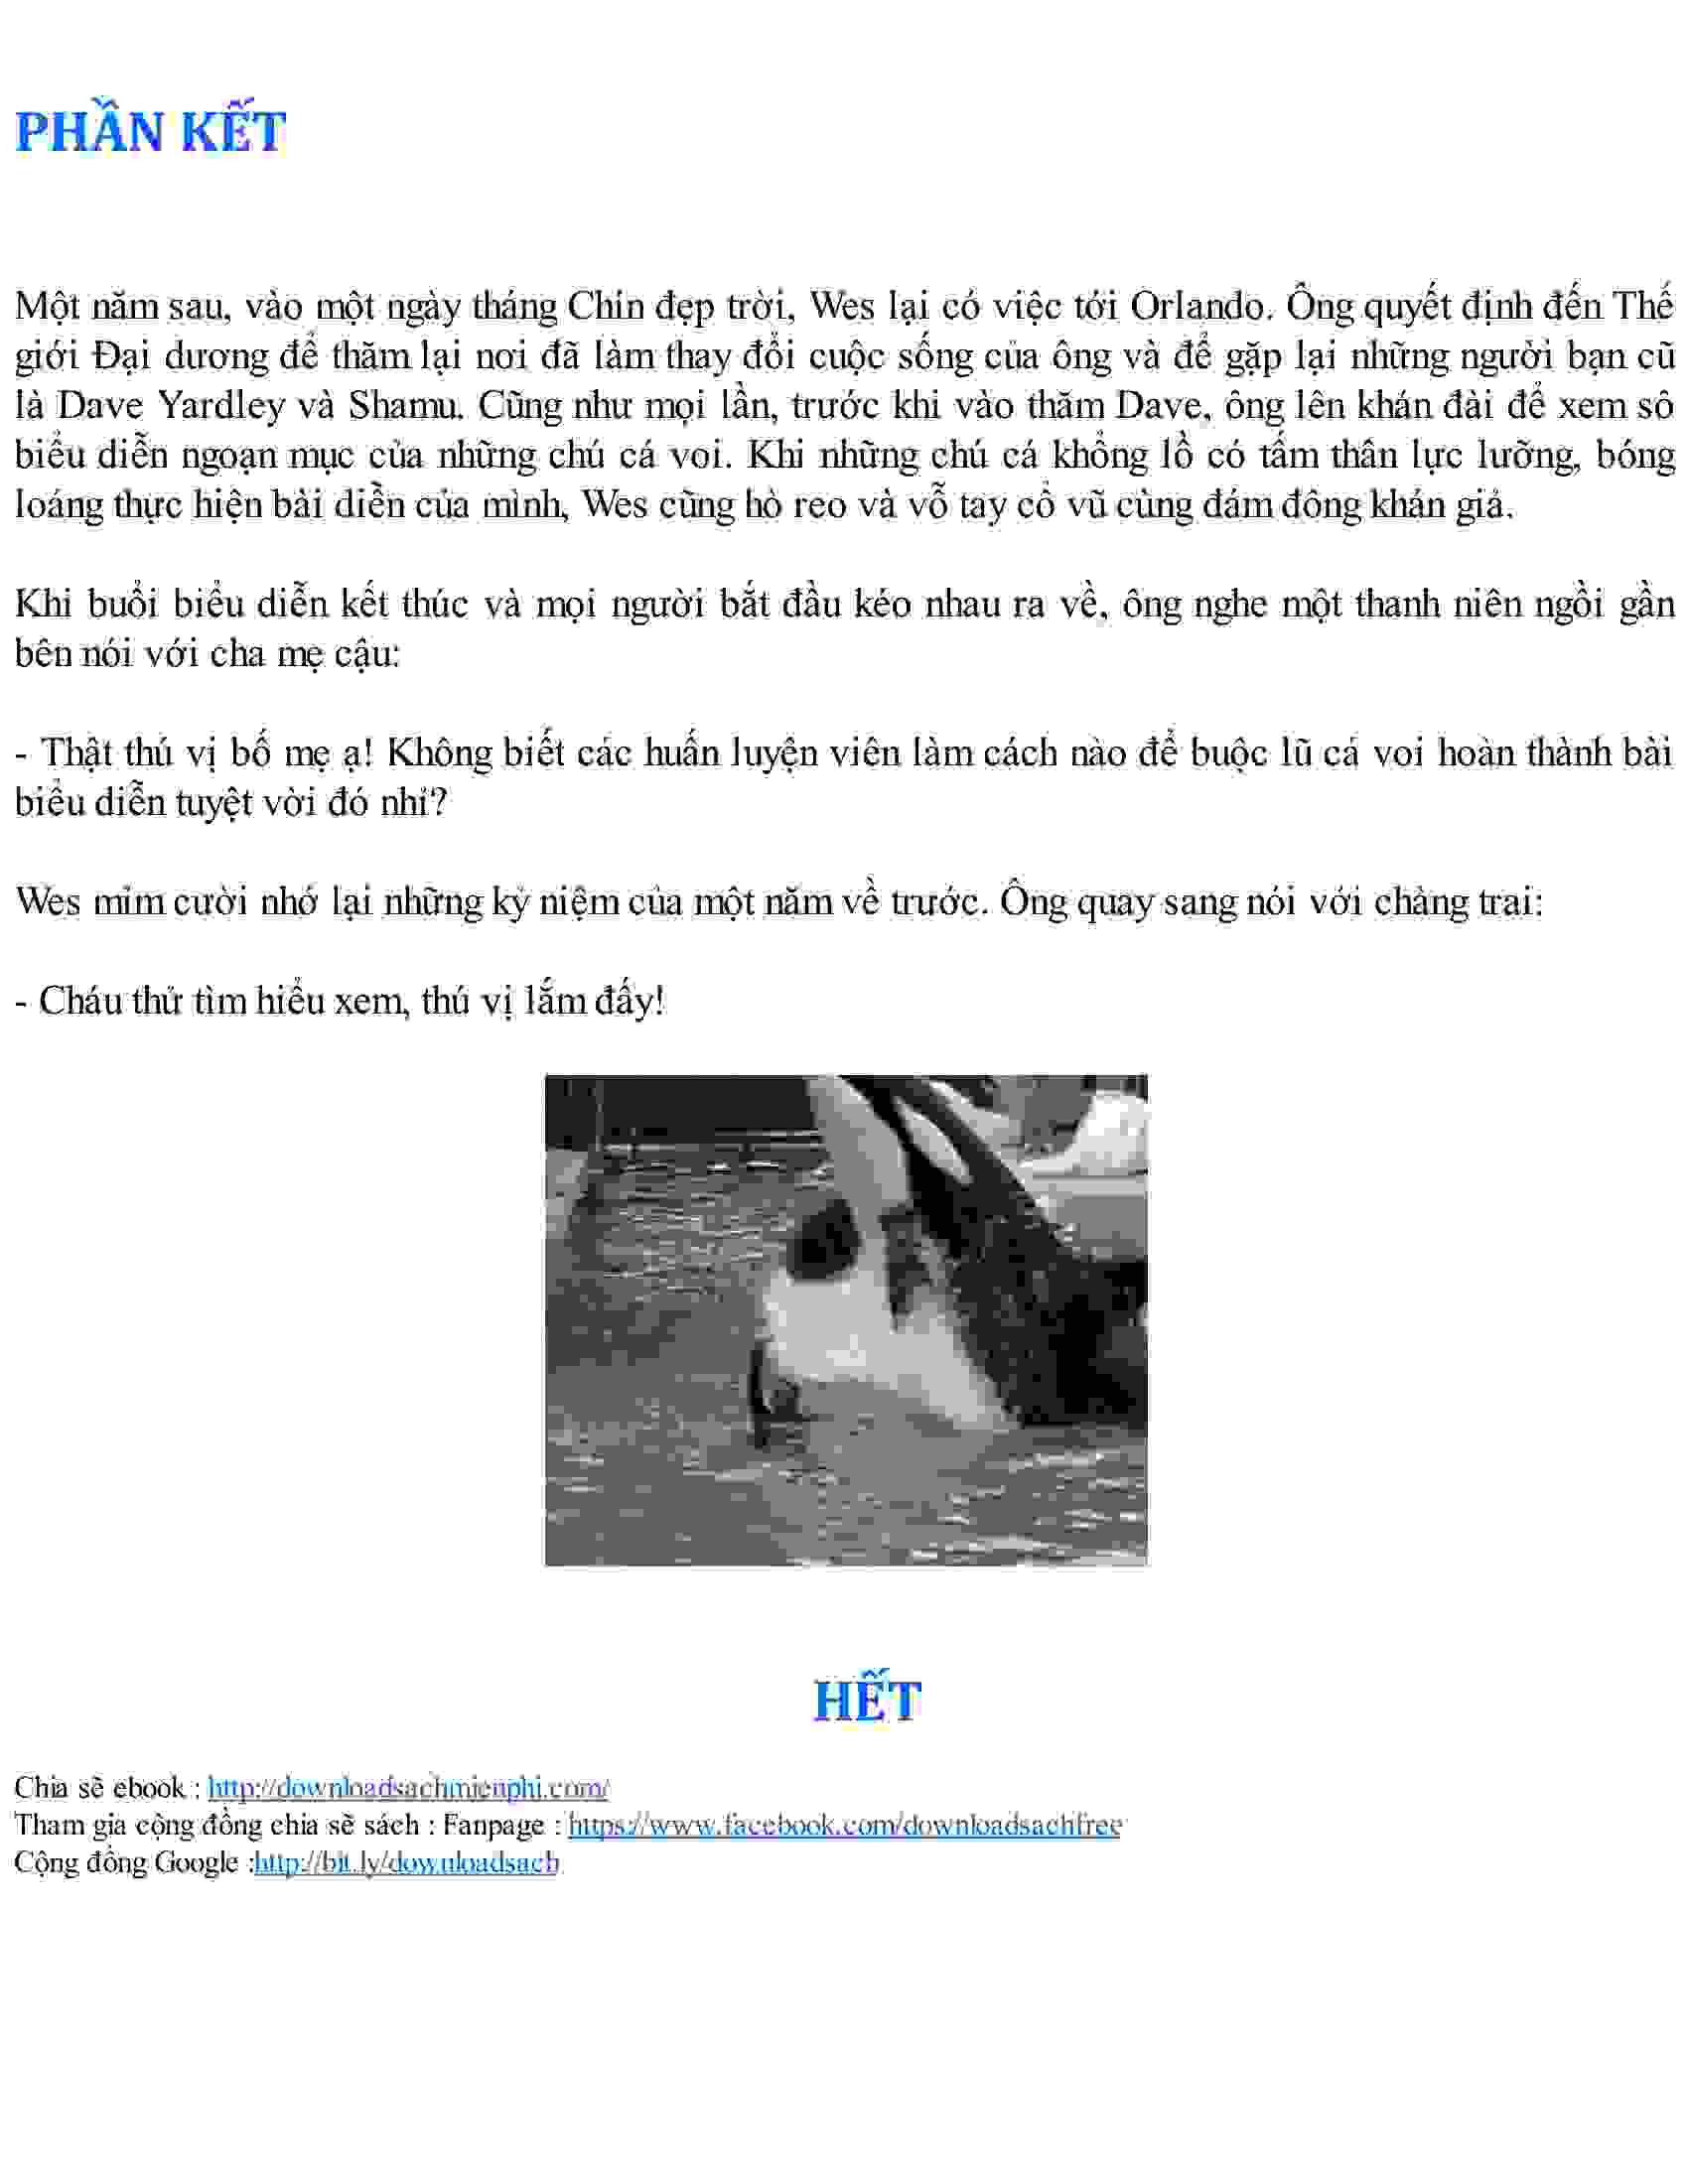 PHẦN KẾT
Một năm sau, vào một ngày tháng Chín đẹp trời, Wes lại có việc tới Orlando. Ông quyết định đến Thế
giới Đại dương để thăm lại nơi đã làm thay đổi cuộc sống của ông và để gặp lại những người bạn cũ
là Dave Yardley và Shamu. Cũng như mọi lần, trước khi vào thăm Dave, ông lên khán đài để xem sô
biểu diễn ngoạn mục của những chú cá voi. Khi những chú cá khổng lồ có tấm thân lực lưỡng, bóng
loáng thực hiện bài diễn của mình, Wes cũng hò reo và vỗ tay cổ vũ cùng đám đông khán giả.
Khi buổi biểu diễn kết thúc và mọi người bắt đầu kéo nhau ra về, ông nghe một thanh niên ngồi gần
bên nói với cha mẹ cậu:
- Thật thú vị bố mẹ ạ! Không biết các huấn luyện viên làm cách nào để buộc lũ cá voi hoàn thành bài
biểu diễn tuyệt vời đó nhỉ?
Wes mỉm cười nhớ lại những kỷ niệm của một năm về trước. Ông quay sang nói với chàng trai:
- Cháu thử tìm hiểu xem, thú vị lắm đấy!
HẾT
Chia sẽ ebook : http://downloadsachmienphi.com/
Tham gia cộng đồng chia sẽ sách : Fanpage : https://www.facebook.com/downloadsachfree
Cộng đồng Google :http://bit.ly/downloadsach